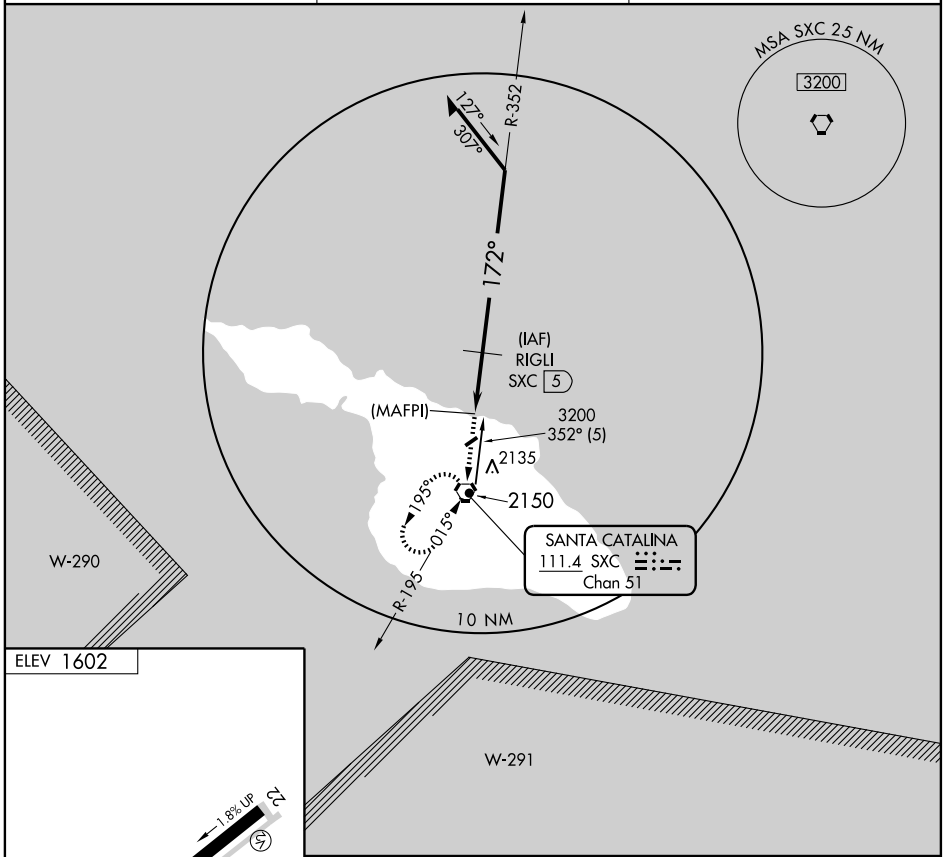 MSA SXC 25 NM
3200
R-352
127°
307°
172°
(IAF)
RIGLI
SXC 5
(MAFPI)
3200
352° (5)
2135
195°
015°
2150
R-195
SANTA CATALINA
111.4 SXC
Chan 51
W-290
10 NM
ELEV 1602
W-291
1.8% UP
22